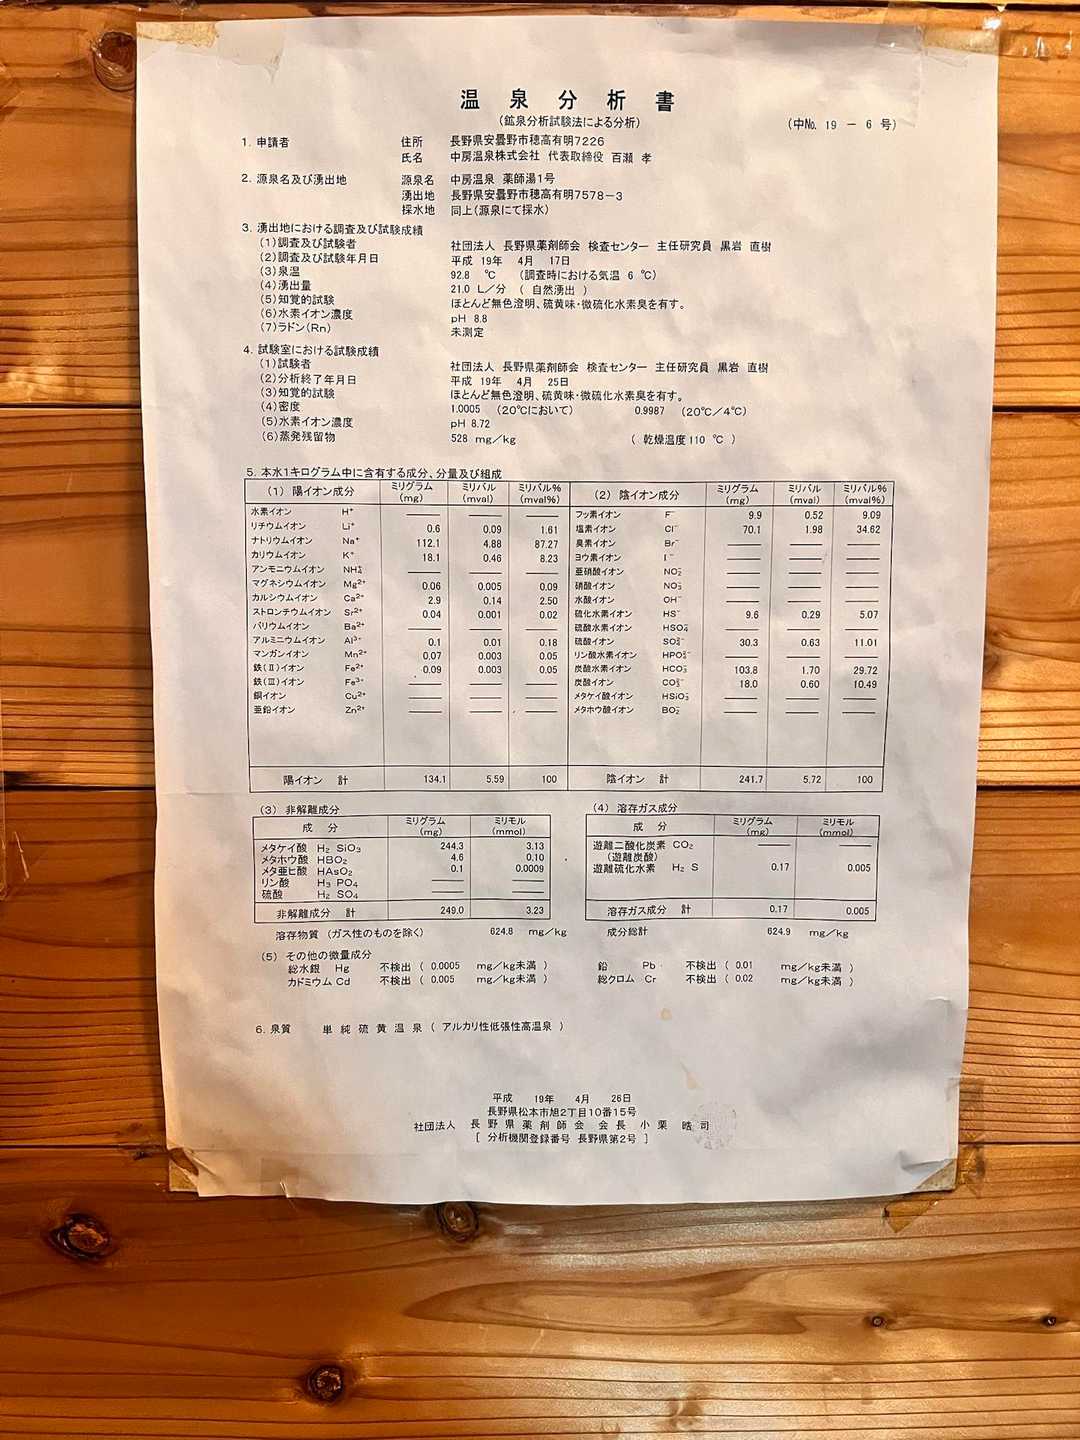 温泉分析書
(鉱泉分析試験法による分析)
(中No. 19 － 6 号)
1. 申請者 住所 長野県安曇野市穂高有明7226
氏名 中房温泉株式会社 代表取締役 百瀬 孝
2. 源泉名及び湧出地 源泉名 中房温泉 薬師湯1号
湧出地 長野県安曇野市穂高有明7578－3
採水地 同上(源泉にて採水)
3. 湧出地における調査及び試験成績
(1)調査及び試験者 社団法人 長野県薬剤師会 検査センター 主任研究員 黒岩 直樹
(2)調査及び試験年月日 平成 19年 4月 17日
(3)泉温 92.8 ℃ (調査時における気温 6 ℃)
(4)湧出量 21.0 L／分 ( 自然湧出 )
(5)知覚的試験 ほとんど無色澄明、硫黄味・微硫化水素臭を有す。
(6)水素イオン濃度 pH 8.8
(7)ラドン(Rn) 未測定
4. 試験室における試験成績
(1)試験者 社団法人 長野県薬剤師会 検査センター 主任研究員 黒岩 直樹
(2)分析終了年月日 平成 19年 4月 25日
(3)知覚的試験 ほとんど無色澄明、硫黄味・微硫化水素臭を有す。
(4)密度 1.0005 (20℃において) 0.9987 (20℃／4℃)
(5)水素イオン濃度 pH 8.72
(6)蒸発残留物 528 mg／kg ( 乾燥温度110 ℃ )
5. 本水1キログラム中に含有する成分、分量及び組成
(1) 陽イオン成分 ミリグラム(mg) ミリバル(mval) ミリバル%(mval%) (2) 陰イオン成分 ミリグラム(mg) ミリバル(mval) ミリバル%(mval%)
水素イオン H⁺ — — — フッ素イオン F⁻ 9.9 0.52 9.09
リチウムイオン Li⁺ 0.6 0.09 1.61 塩素イオン Cl⁻ 70.1 1.98 34.62
ナトリウムイオン Na⁺ 112.1 4.88 87.27 臭素イオン Br⁻ — — —
カリウムイオン K⁺ 18.1 0.46 8.23 ヨウ素イオン I⁻ — — —
アンモニウムイオン NH₄⁺ — — — 亜硝酸イオン NO₂⁻ — — —
マグネシウムイオン Mg²⁺ 0.06 0.005 0.09 硝酸イオン NO₃⁻ — — —
カルシウムイオン Ca²⁺ 2.9 0.14 2.50 水酸イオン OH⁻ — — —
ストロンチウムイオン Sr²⁺ 0.04 0.001 0.02 硫化水素イオン HS⁻ 9.6 0.29 5.07
バリウムイオン Ba²⁺ — — — 硫酸水素イオン HSO₄⁻ — — —
アルミニウムイオン Al³⁺ 0.1 0.01 0.18 硫酸イオン SO₄²⁻ 30.3 0.63 11.01
マンガンイオン Mn²⁺ 0.07 0.003 0.05 リン酸水素イオン HPO₄²⁻ — — —
鉄(Ⅱ)イオン Fe²⁺ 0.09 0.003 0.05 炭酸水素イオン HCO₃⁻ 103.8 1.70 29.72
鉄(Ⅲ)イオン Fe³⁺ — — — 炭酸イオン CO₃²⁻ 18.0 0.60 10.49
銅イオン Cu²⁺ — — — メタケイ酸イオン HSiO₃⁻ — — —
亜鉛イオン Zn²⁺ — — — メタホウ酸イオン BO₂⁻ — — —
陽イオン 計 134.1 5.59 100 陰イオン 計 241.7 5.72 100
(3) 非解離成分 (4) 溶存ガス成分
成 分 ミリグラム(mg) ミリモル(mmol) 成 分 ミリグラム(mg) ミリモル(mmol)
メタケイ酸 H₂SiO₃ 244.3 3.13 遊離二酸化炭素 CO₂ — —
メタホウ酸 HBO₂ 4.6 0.10 (遊離炭酸)
メタ亜ヒ酸 HAsO₂ 0.1 0.0009 遊離硫化水素 H₂S 0.17 0.005
リン酸 H₃PO₄ — —
硫酸 H₂SO₄ — —
非解離成分 計 249.0 3.23 溶存ガス成分 計 0.17 0.005
溶存物質 (ガス性のものを除く) 624.8 mg／kg 成分総計 624.9 mg／kg
(5) その他の微量成分
総水銀 Hg 不検出 ( 0.0005 mg／kg未満 ) 鉛 Pb 不検出 ( 0.01 mg／kg未満 )
カドミウム Cd 不検出 ( 0.005 mg／kg未満 ) 総クロム Cr 不検出 ( 0.02 mg／kg未満 )
6. 泉質 単純硫黄温泉 ( アルカリ性低張性高温泉 )
平成 19年 4月 26日
長野県松本市旭2丁目10番15号
社団法人 長野県薬剤師会 会長 小栗 晧司
[ 分析機関登録番号 長野県第2号 ]